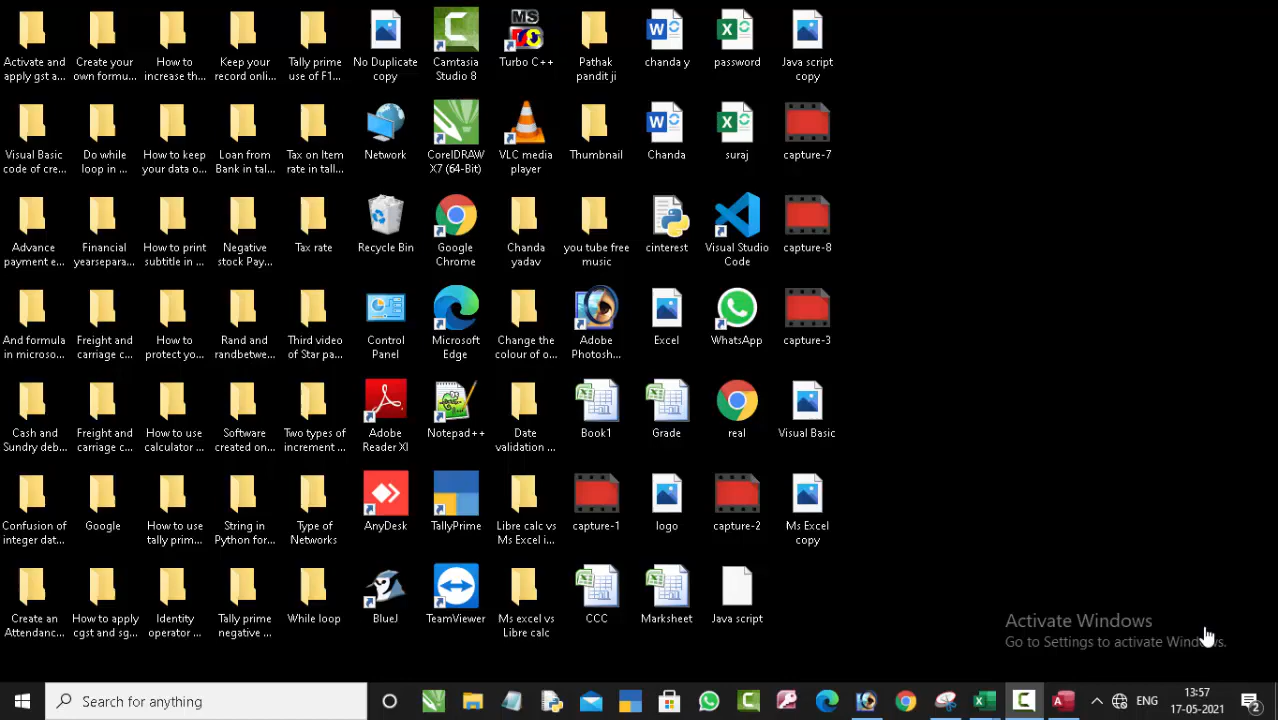 Activate and
apply gst a...
Create your
own formu...
How to
increase th...
Keep your
record onli...
Tally prime
use of F1...
No Duplicate
copy
Camtasia
Studio 8
MS
Turbo C++
Pathak
pandit ji
chanda y
password
Java script
copy
Visual Basic
code of cre...
Do while
loop in ...
How to keep
your data o...
Loan from
Bank in tal...
Tax on Item
rate in tall...
Network
CorelDRAW
X7 (64-Bit)
VLC media
player
Thumbnail
Chanda
suraj
capture-7
Advance
payment e...
Financial
yearsepara...
How to print
subtitle in ...
Negative
stock Pay...
Tax rate
Recycle Bin
Google
Chrome
Chanda
yadav
you tube free
music
cinterest
Visual Studio
Code
capture-8
And formula
in microso...
Freight and
carriage c...
How to
protect yo...
Rand and
randbetwe...
Third video
of Star pa...
Control
Panel
Microsoft
Edge
Change the
colour of o...
Adobe
Photosh...
Excel
WhatsApp
capture-3
Cash and
Sundry deb...
Freight and
carriage c...
How to use
calculator ...
Software
created on...
Two types of
increment ...
Adobe
Reader XI
Notepad++
Date
validation ...
Book1
Grade
real
Visual Basic
Confusion of
integer dat...
Google
How to use
tally prim...
String in
Python for...
Type of
Networks
AnyDesk
TallyPrime
Libre calc vs
Ms Excel i...
capture-1
logo
capture-2
Ms Excel
copy
Create an
Attendanc...
How to apply
cgst and sg...
Identity
operator ...
Tally prime
negative ...
While loop
BlueJ
TeamViewer
Ms excel vs
Libre calc
CCC
Marksheet
Java script
Activate Windows
Go to Settings to activate Windows.
Search for anything
ENG
13:57
17-05-2021
2